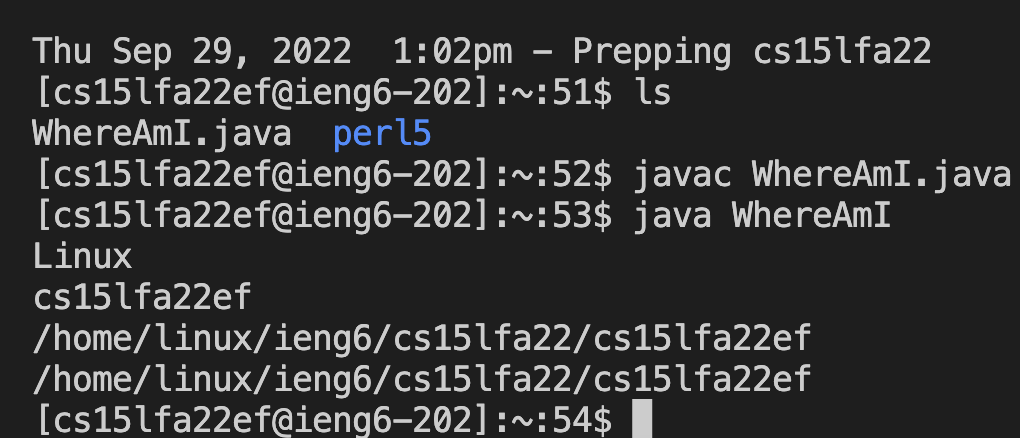 Thu Sep 29, 2022  1:02pm - Prepping cs15lfa22
[cs15lfa22ef@ieng6-202]:~:51$ ls
WhereAmI.java  perl5
[cs15lfa22ef@ieng6-202]:~:52$ javac WhereAmI.java
[cs15lfa22ef@ieng6-202]:~:53$ java WhereAmI
Linux
cs15lfa22ef
/home/linux/ieng6/cs15lfa22/cs15lfa22ef
/home/linux/ieng6/cs15lfa22/cs15lfa22ef
[cs15lfa22ef@ieng6-202]:~:54$